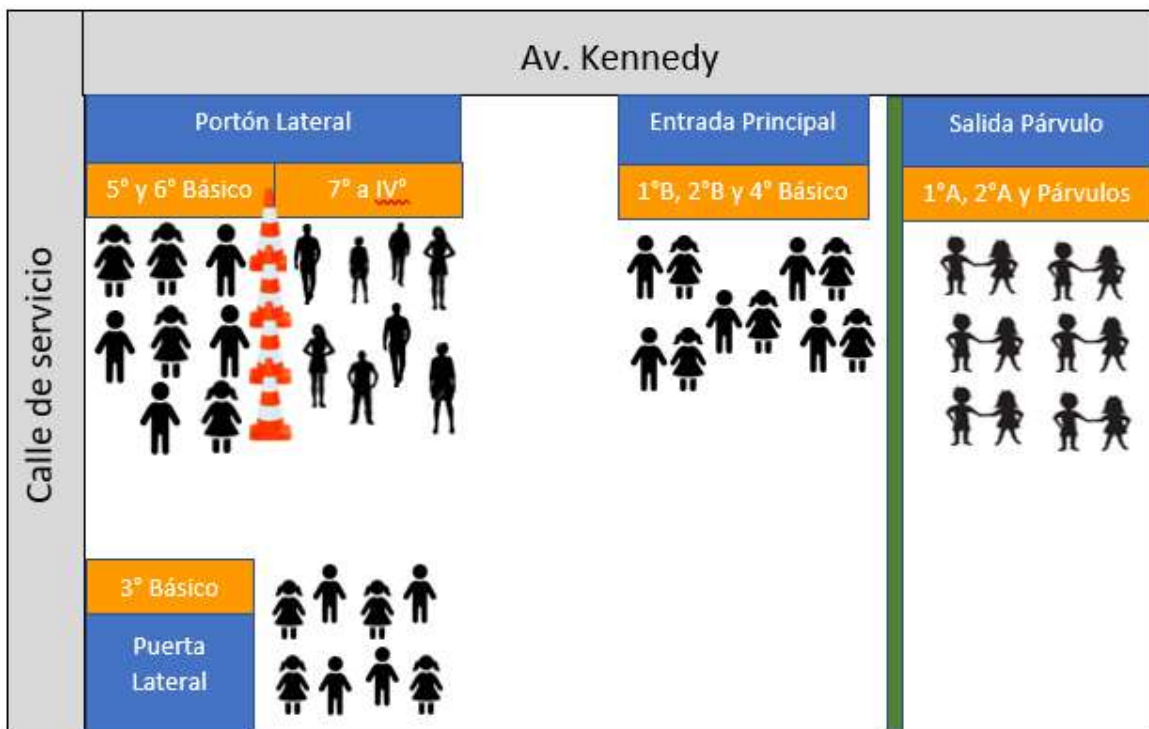 Av. Kennedy
Calle de servicio
Portón Lateral
5° y 6° Básico
7° a IV°
Entrada Principal
1°B, 2°B y 4° Básico
Salida Párvulo
1°A, 2°A y Párvulos
3° Básico
Puerta
Lateral